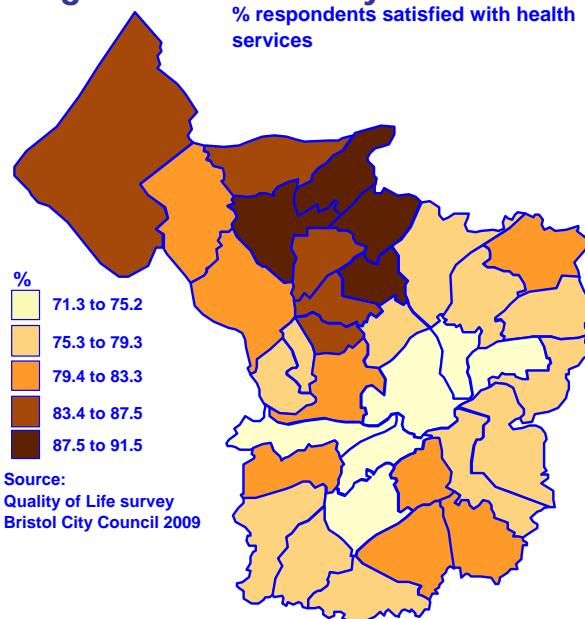 % respondents satisfied with health
services
%
71.3 to 75.2
75.3 to 79.3
79.4 to 83.3
83.4 to 87.5
87.5 to 91.5
Source:
Quality of Life survey
Bristol City Council 2009